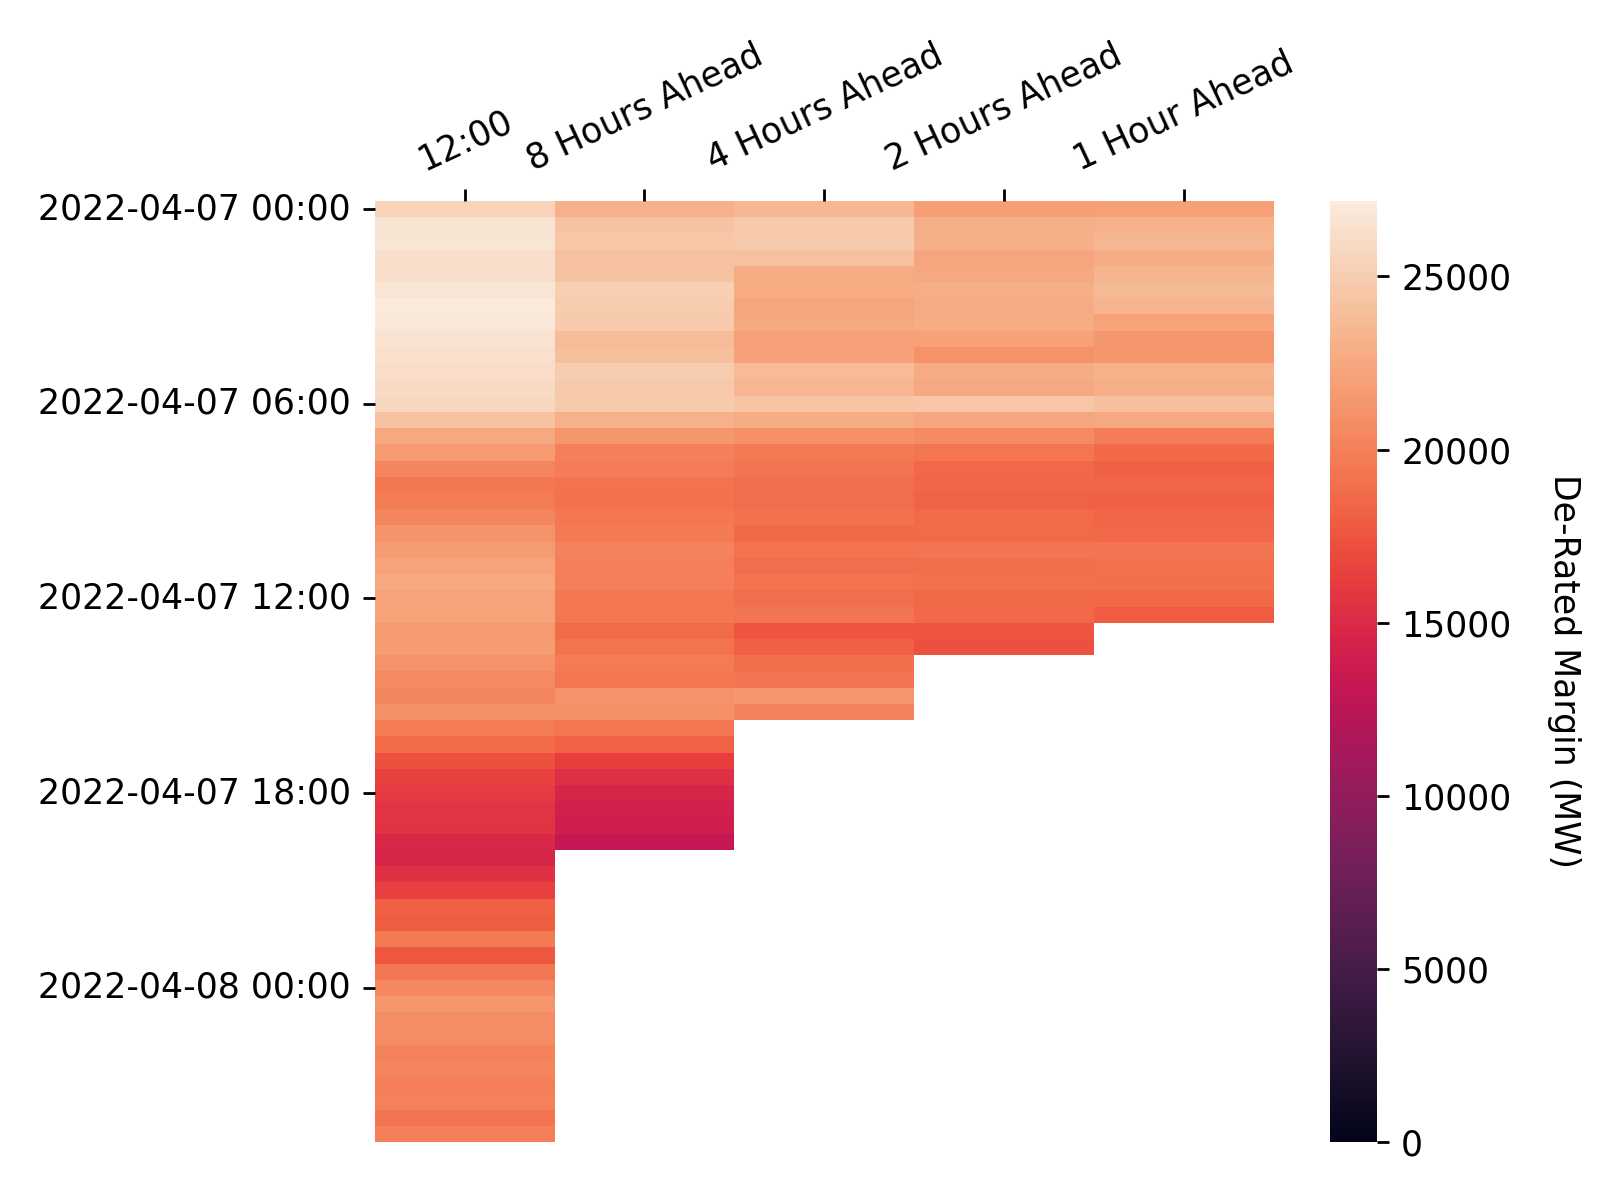 12:00
8 Hours Ahead
4 Hours Ahead
2 Hours Ahead
1 Hour Ahead
2022-04-07 00:00
2022-04-07 06:00
2022-04-07 12:00
2022-04-07 18:00
2022-04-08 00:00
25000
20000
15000
10000
5000
0
De-Rated Margin (MW)